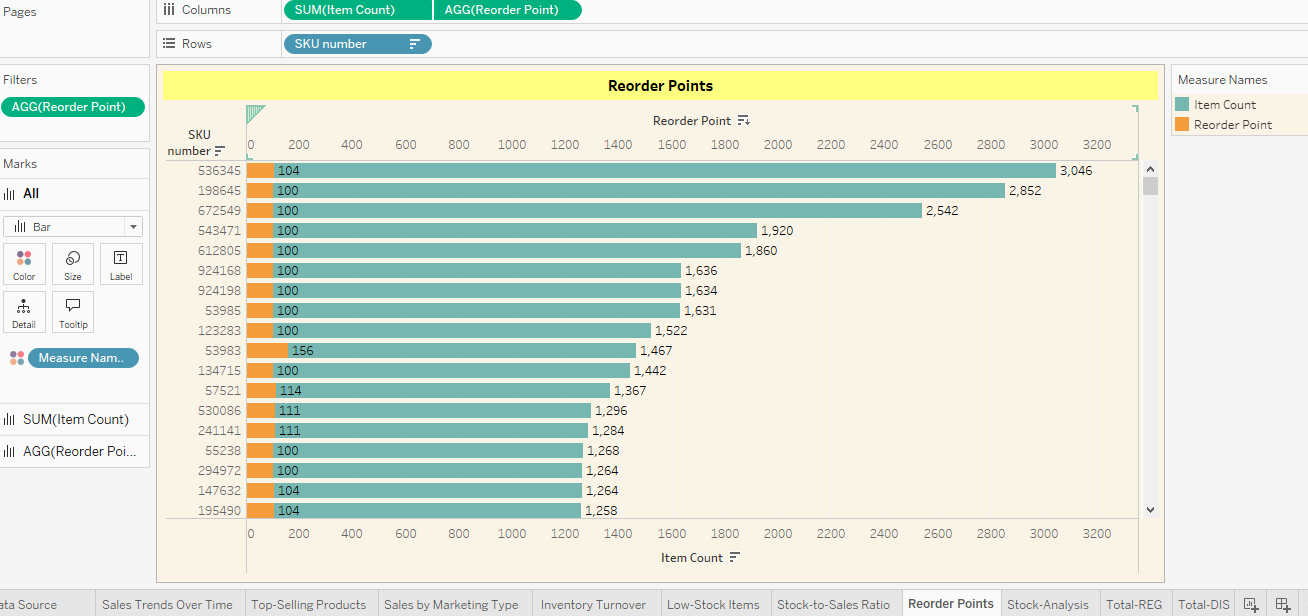 Pages
Columns SUM(Item Count) AGG(Reorder Point)
Rows SKU number
Filters
AGG(Reorder Point)
Marks
All
Bar
Color Size Label
Detail Tooltip
Measure Nam..
SUM(Item Count)
AGG(Reorder Poi...
Reorder Points
Reorder Point
SKU
number
0 200 400 600 800 1000 1200 1400 1600 1800 2000 2200 2400 2600 2800 3000 3200
536345 104 3,046
198645 100 2,852
672549 100 2,542
543471 100 1,920
612805 100 1,860
924168 100 1,636
924198 100 1,634
53985 100 1,631
123283 100 1,522
53983 156 1,467
134715 100 1,442
57521 114 1,367
530086 111 1,296
241141 111 1,284
55238 100 1,268
294972 100 1,264
147632 104 1,264
195490 104 1,258
0 200 400 600 800 1000 1200 1400 1600 1800 2000 2200 2400 2600 2800 3000 3200
Item Count
Measure Names
Item Count
Reorder Point
ata Source Sales Trends Over Time Top-Selling Products Sales by Marketing Type Inventory Turnover Low-Stock Items Stock-to-Sales Ratio Reorder Points Stock-Analysis Total-REG Total-DIS